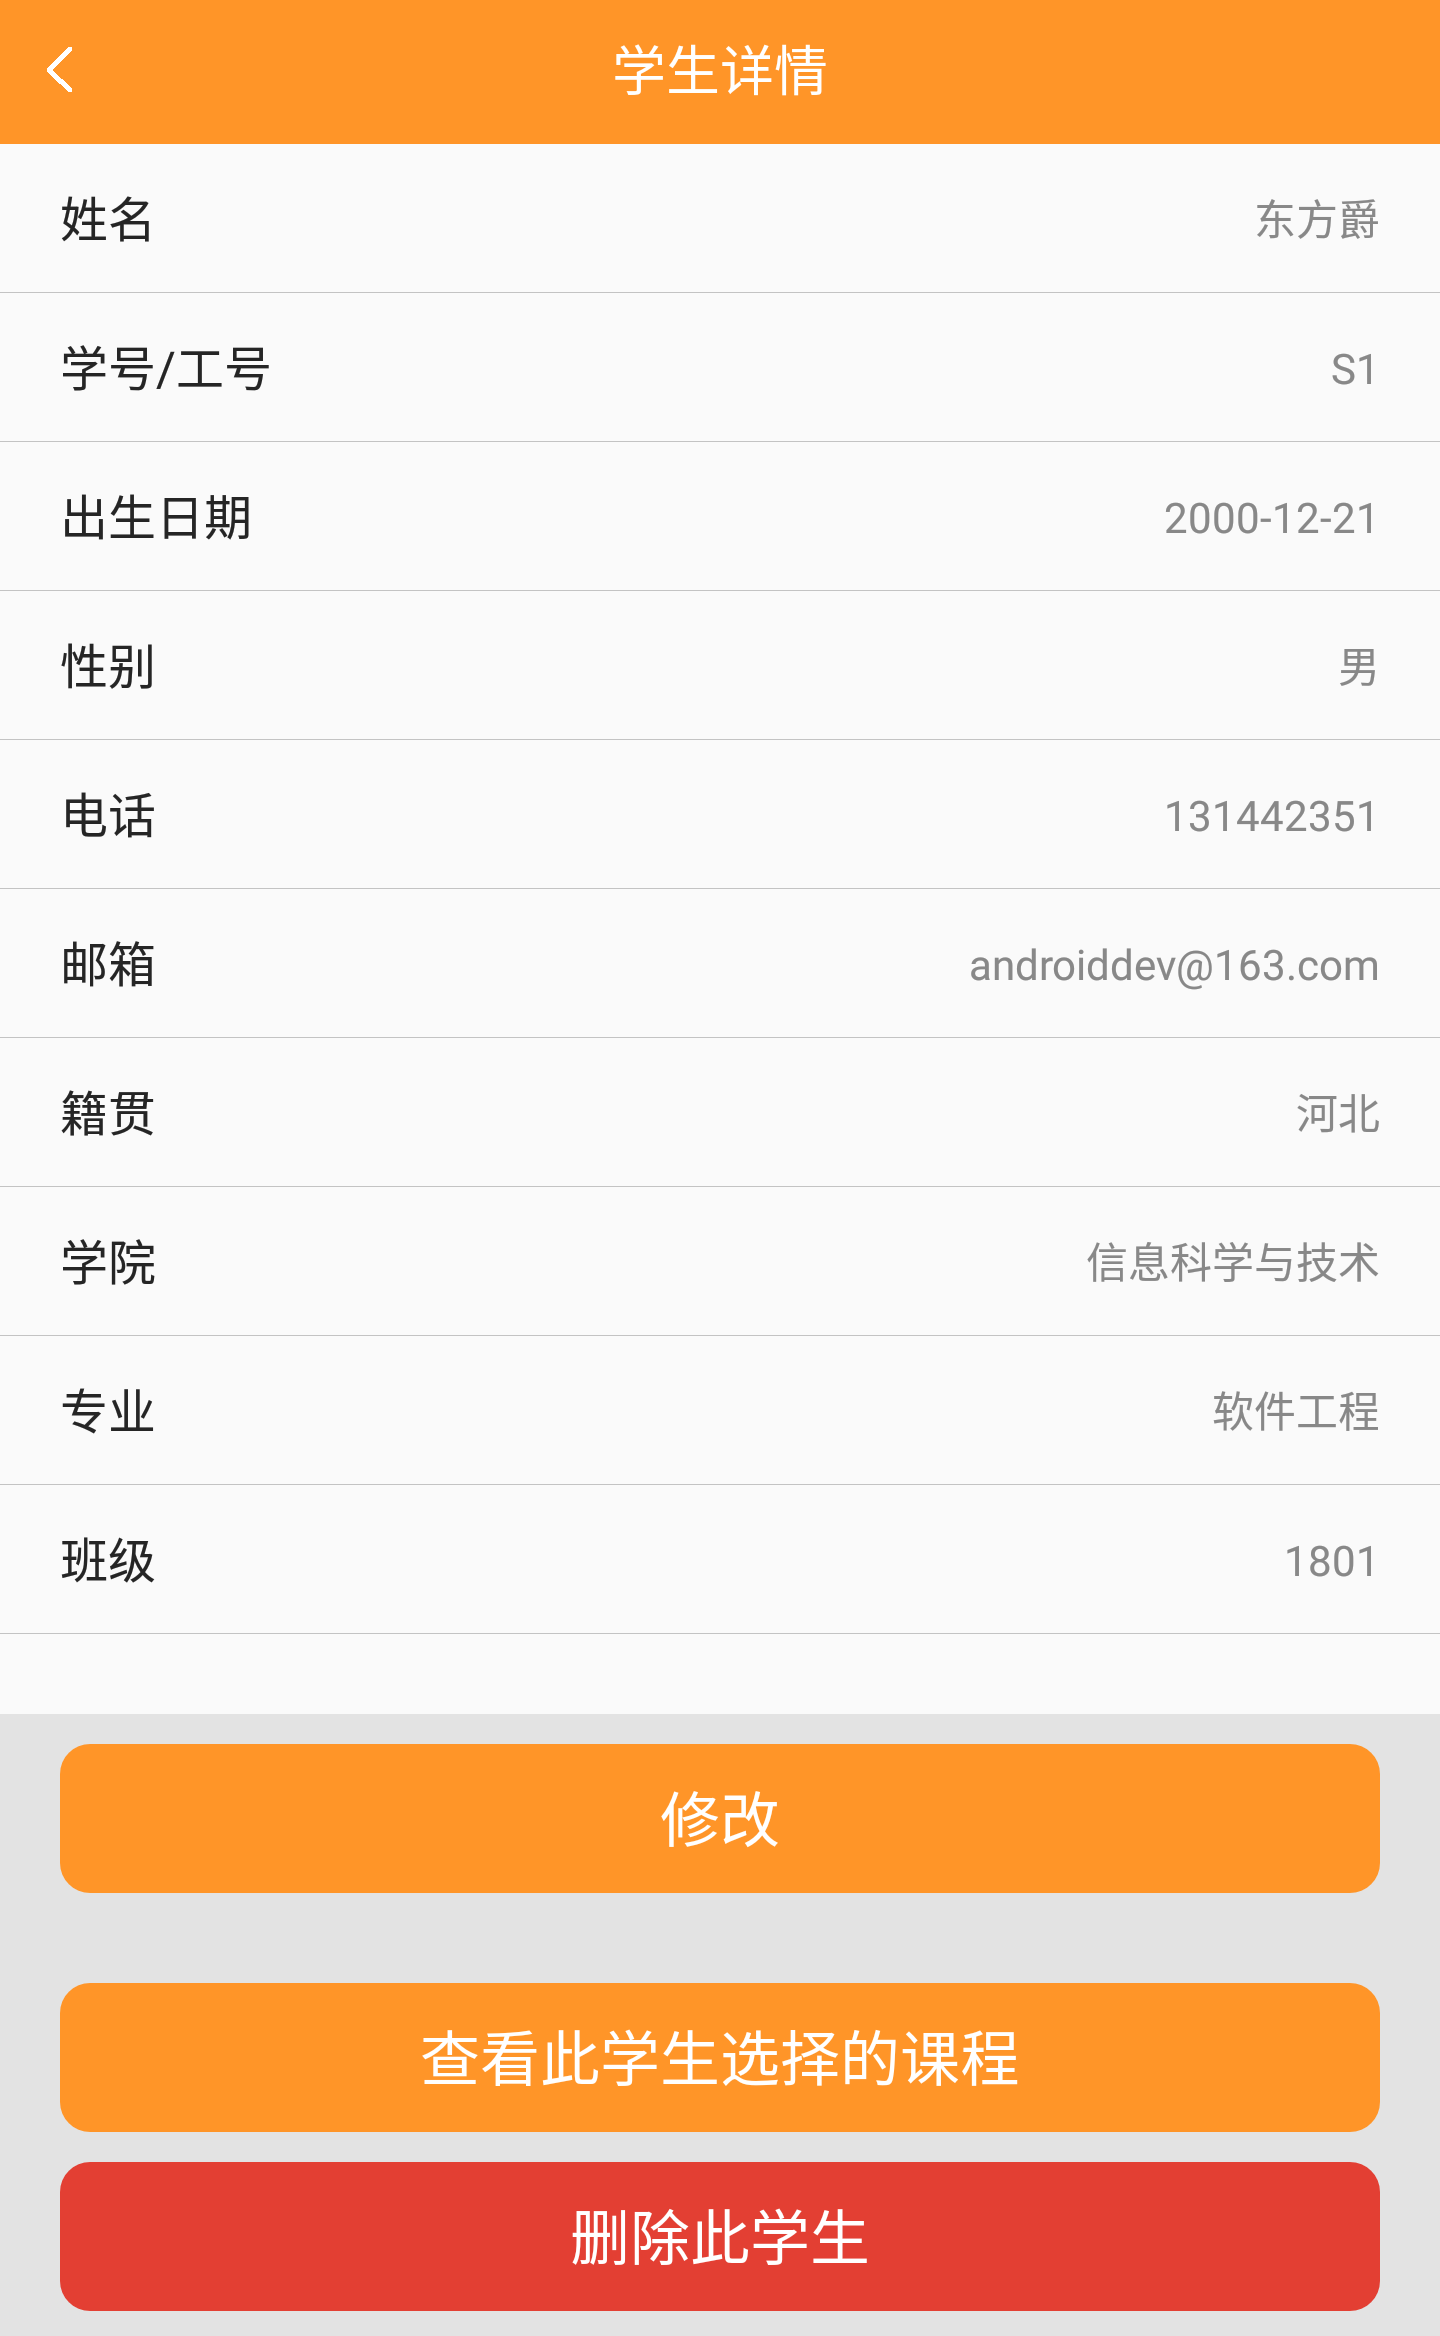 学生详情
姓名 东方爵
学号/工号 S1
出生日期 2000-12-21
性别 男
电话 131442351
邮箱 androiddev@163.com
籍贯 河北
学院 信息科学与技术
专业 软件工程
班级 1801
修改
查看此学生选择的课程
删除此学生